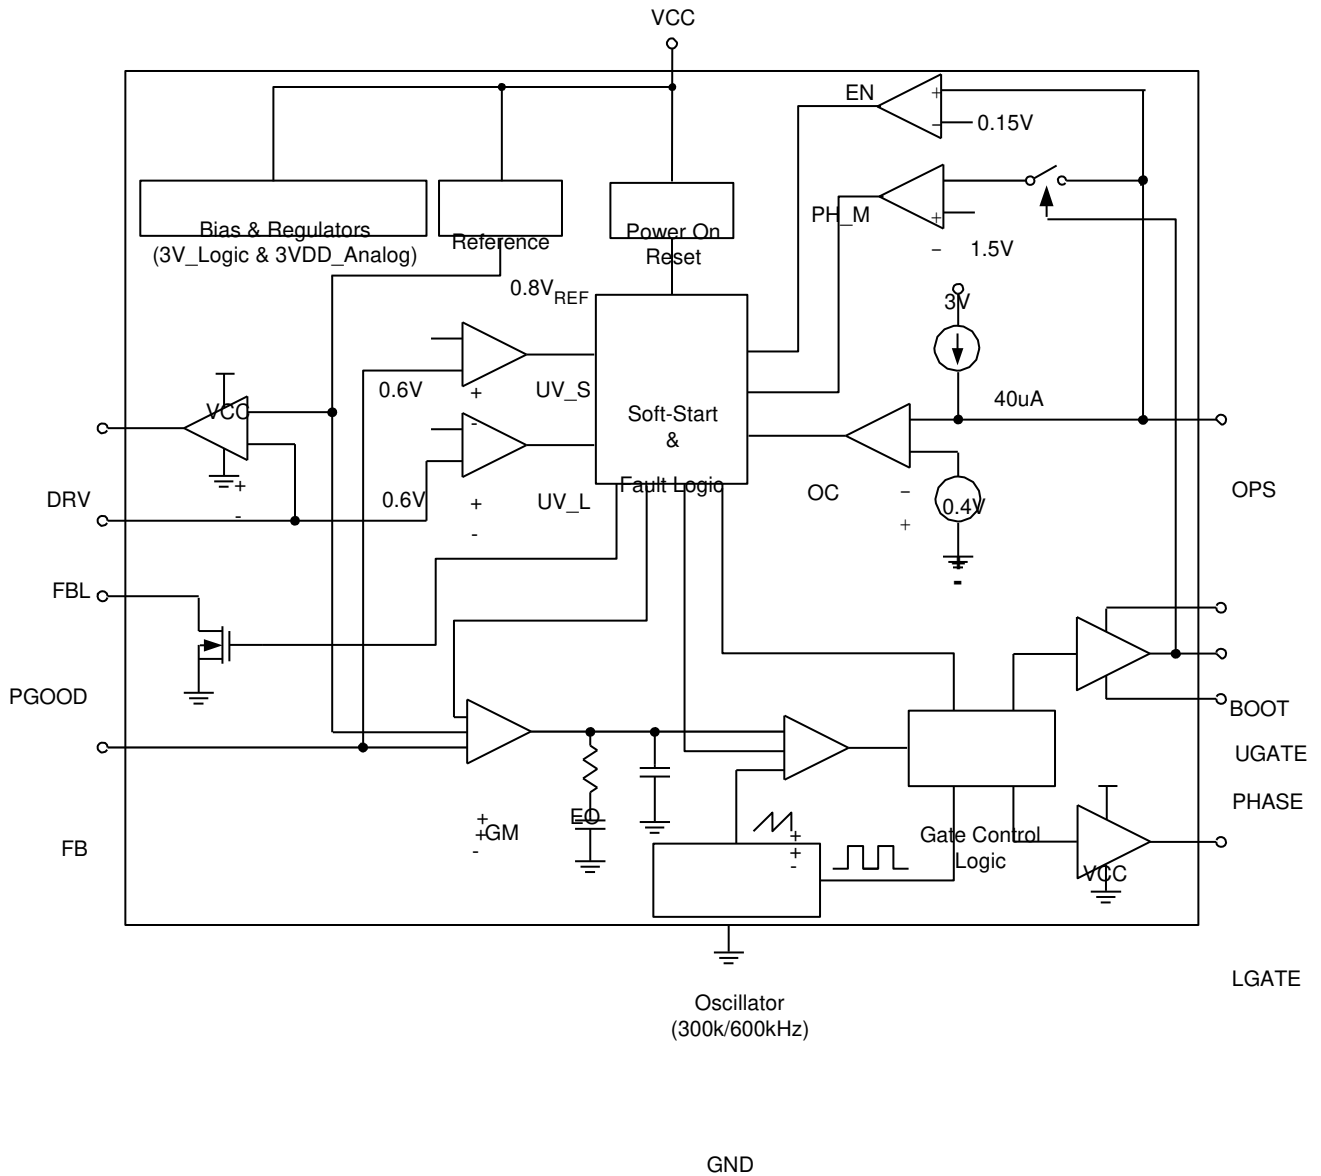 VCC
EN
+
−
0.15V
PH_M
+
−
1.5V
Bias & Regulators
(3V_Logic & 3VDD_Analog)
Reference
Power On
Reset
0.8VREF
3V
40uA
0.6V
+
-
UV_S
VCC
+
-
Soft-Start
&
Fault Logic
DRV
0.6V
+
-
UV_L
OC
−
+
0.4V
-
OPS
FBL
PGOOD
BOOT
UGATE
PHASE
FB
+
+
-
GM
EO
+
+
-
Gate Control
Logic
VCC
LGATE
Oscillator
(300k/600kHz)
GND